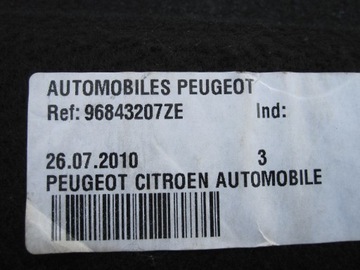 AUTOMOBILES PEUGEOT
Ref: 96843207ZE Ind:
26.07.2010 3
PEUGEOT CITROEN AUTOMOBILE